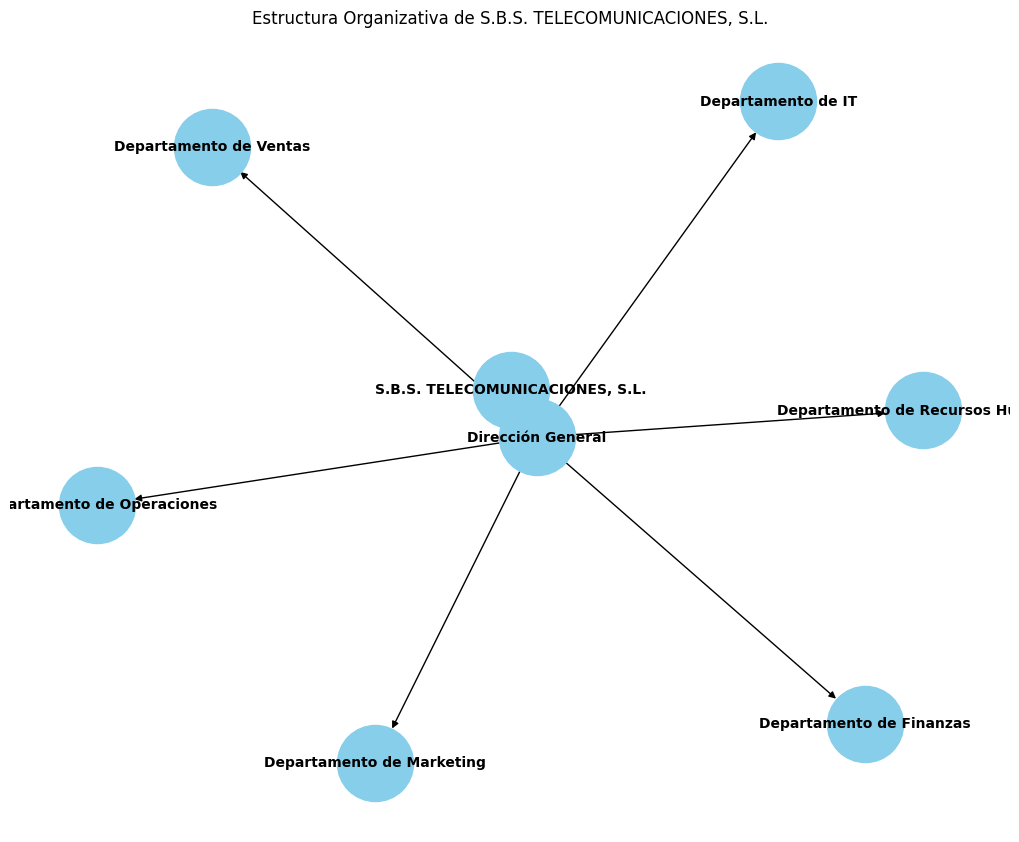 Estructura Organizativa de S.B.S. TELECOMUNICACIONES, S.L.
Departamento de IT
Departamento de Ventas
S.B.S. TELECOMUNICACIONES, S.L.
Departamento de Recursos Hu
Dirección General
artamento de Operaciones
Departamento de Finanzas
Departamento de Marketing